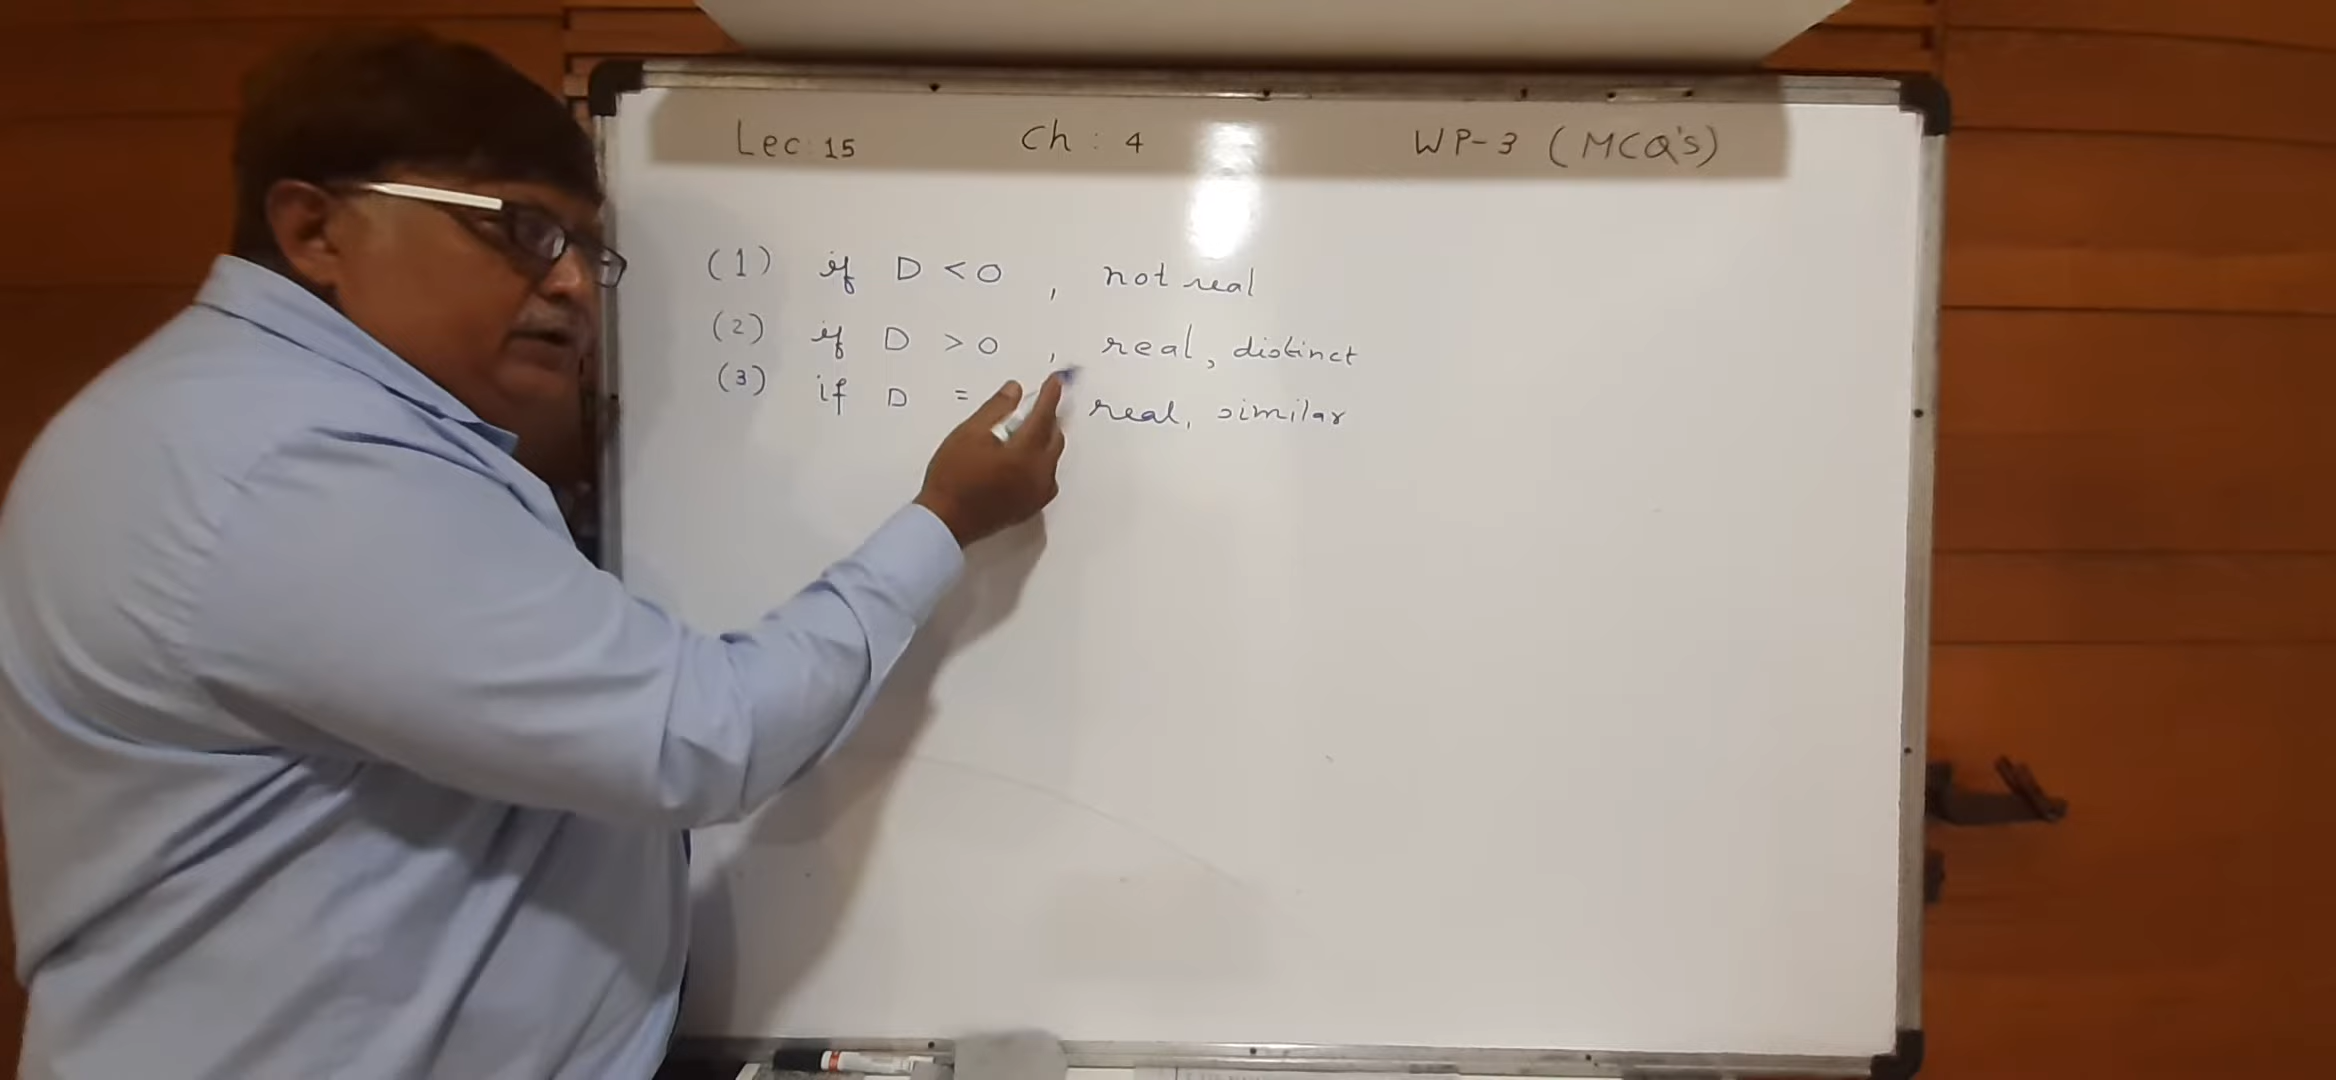 Lec: 15 Ch : 4 WP-3 (MCQ's)
(1) if D < 0 , not real
(2) if D > 0 , real, distinct
(3) if D = real, similar